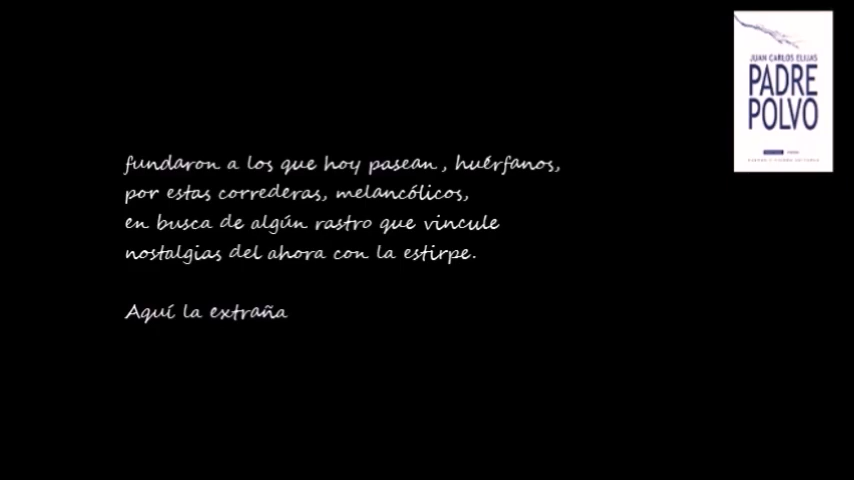 fundaron a los que hoy pasean, huérfanos,
por estas correderas, melancólicos,
en busca de algún rastro que vincule
nostalgias del ahora con la estirpe.
Aquí la extraña
JUAN CARLOS ELIJAS
PADRE
POLVO